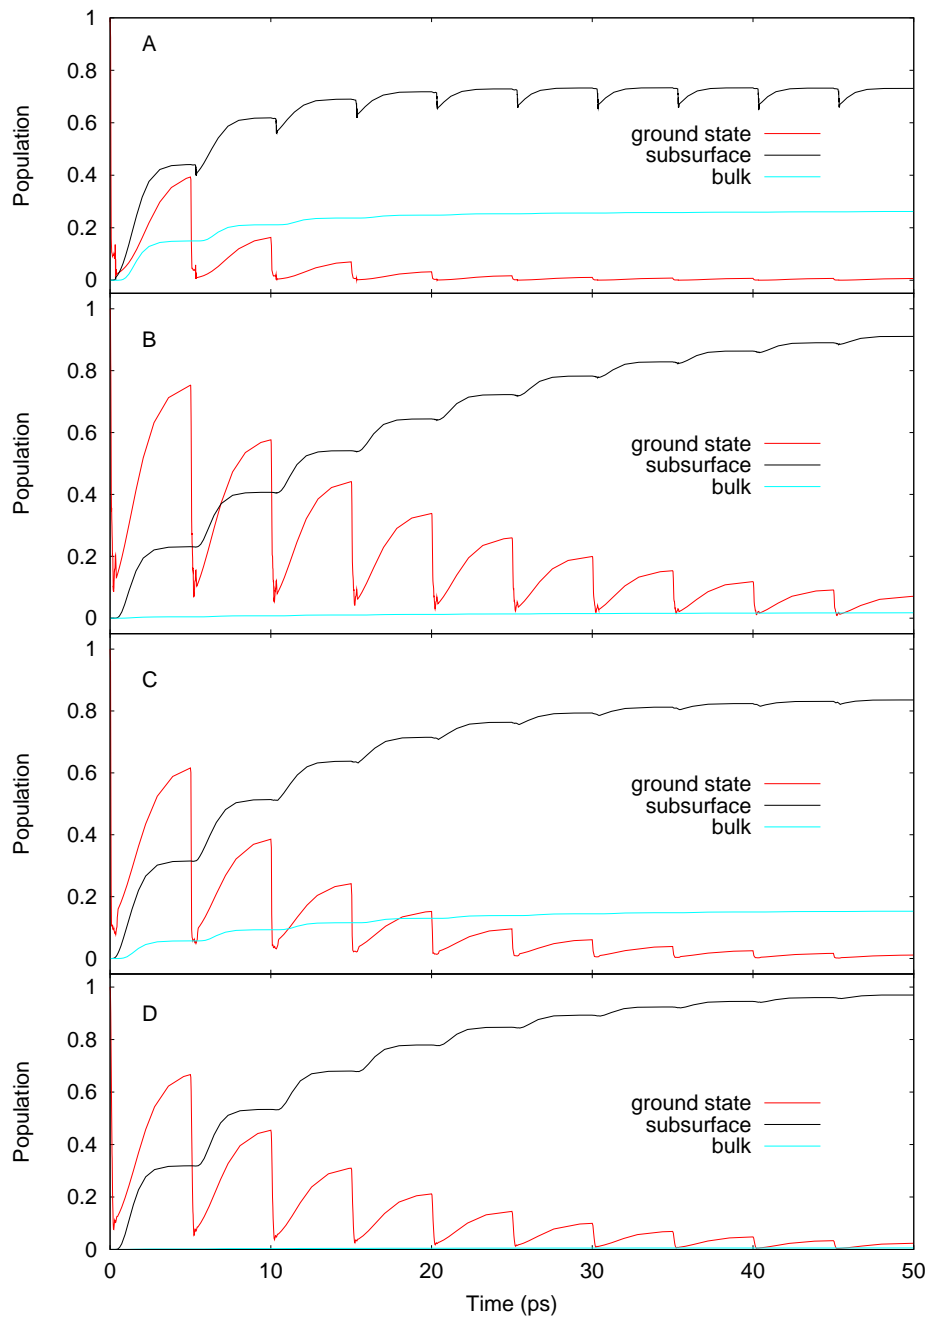 1
A
0.8
0.6
0.4
0.2
0
Population
ground state
subsurface
bulk
1
B
0.8
0.6
0.4
0.2
0
Population
ground state
subsurface
bulk
1
C
0.8
0.6
0.4
0.2
0
Population
ground state
subsurface
bulk
1
D
0.8
0.6
0.4
0.2
0
Population
ground state
subsurface
bulk
0 10 20 30 40 50
Time (ps)